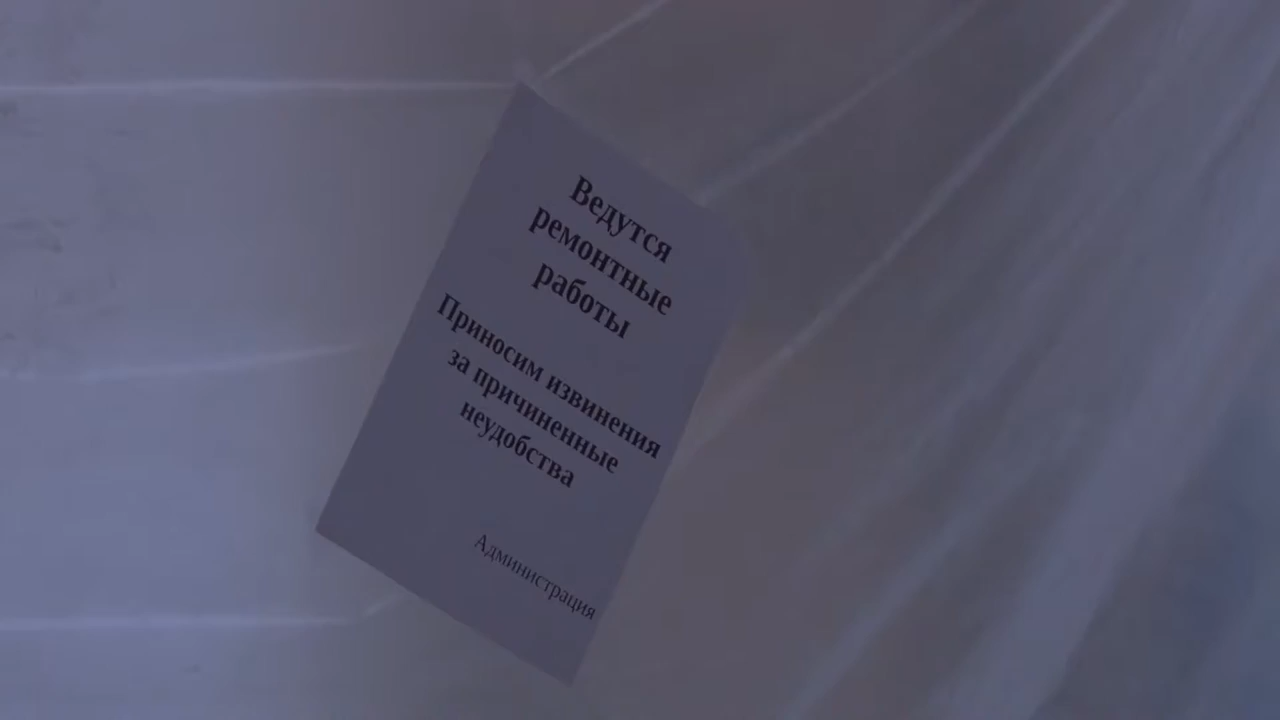 Ведутся
ремонтные
работы
Приносим извинения
за причиненные
неудобства
Администрация